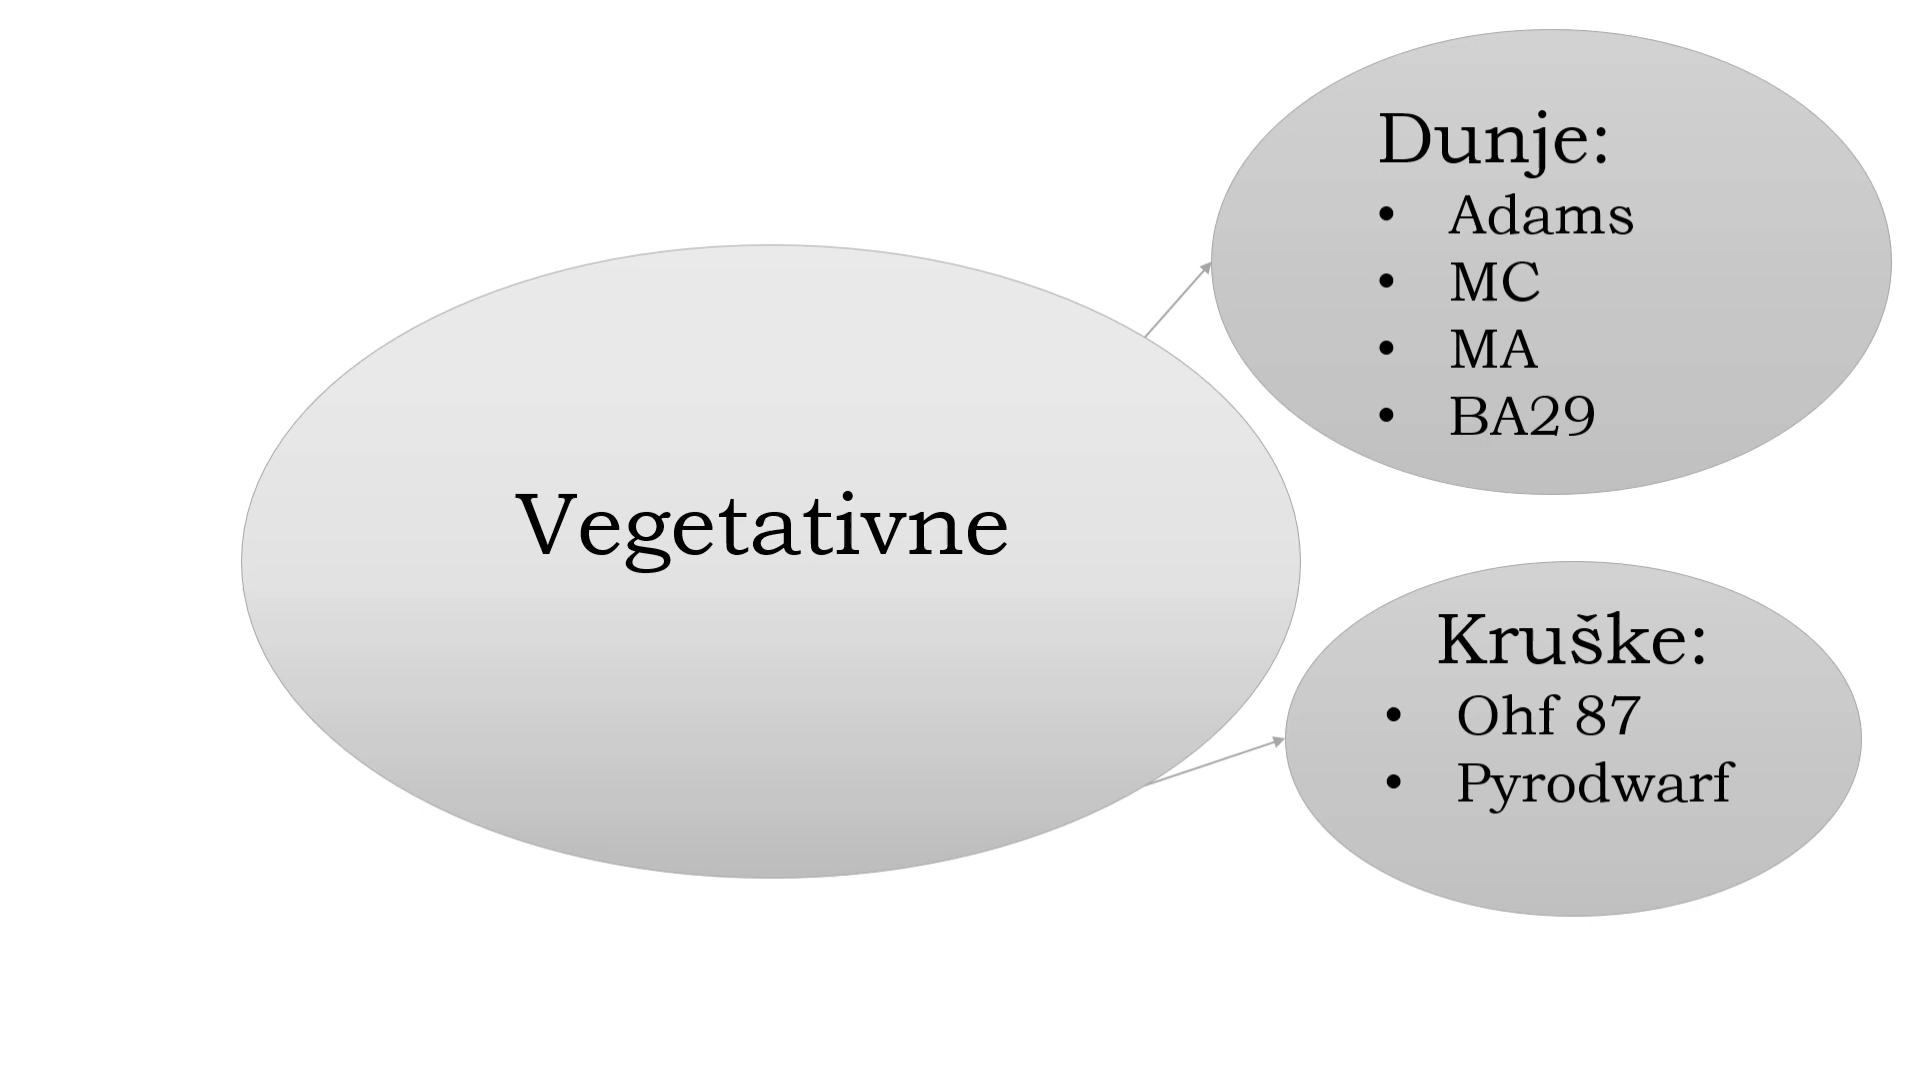 Vegetativne
Dunje:
• Adams
• MC
• MA
• BA29
Kruške:
• Ohf 87
• Pyrodwarf